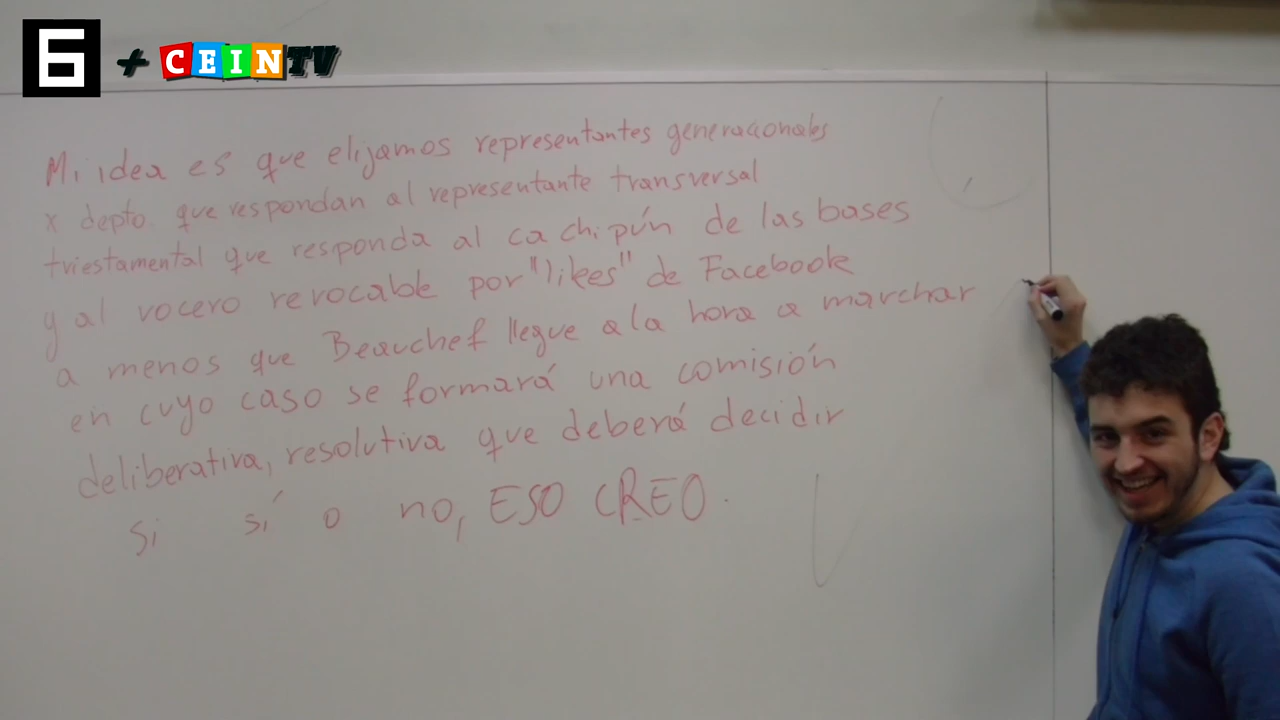 6 + CEINTV
Mi idea es que elijamos representantes generacionales
x depto. que respondan al representante transversal
triestamental que responda al cachipún de las bases
y al vocero revocable por "likes" de Facebook
a menos que Beauchef llegue a la hora a marchar
en cuyo caso se formará una comisión
deliberativa, resolutiva que deberá decidir
si sí o no, ESO CREO.